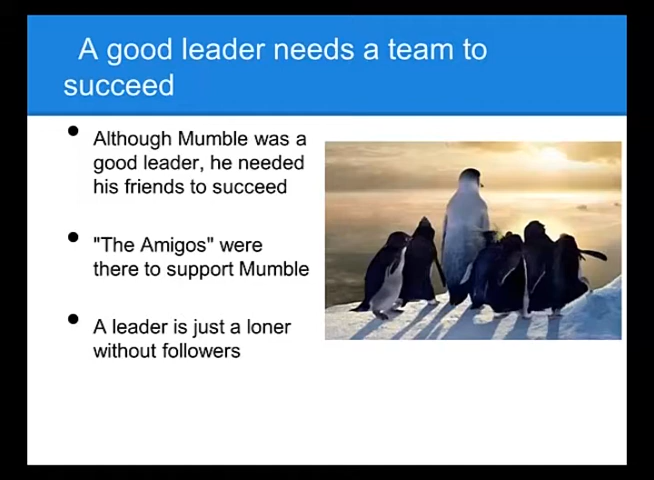 A good leader needs a team to
succeed
Although Mumble was a
good leader, he needed
his friends to succeed
"The Amigos" were
there to support Mumble
A leader is just a loner
without followers